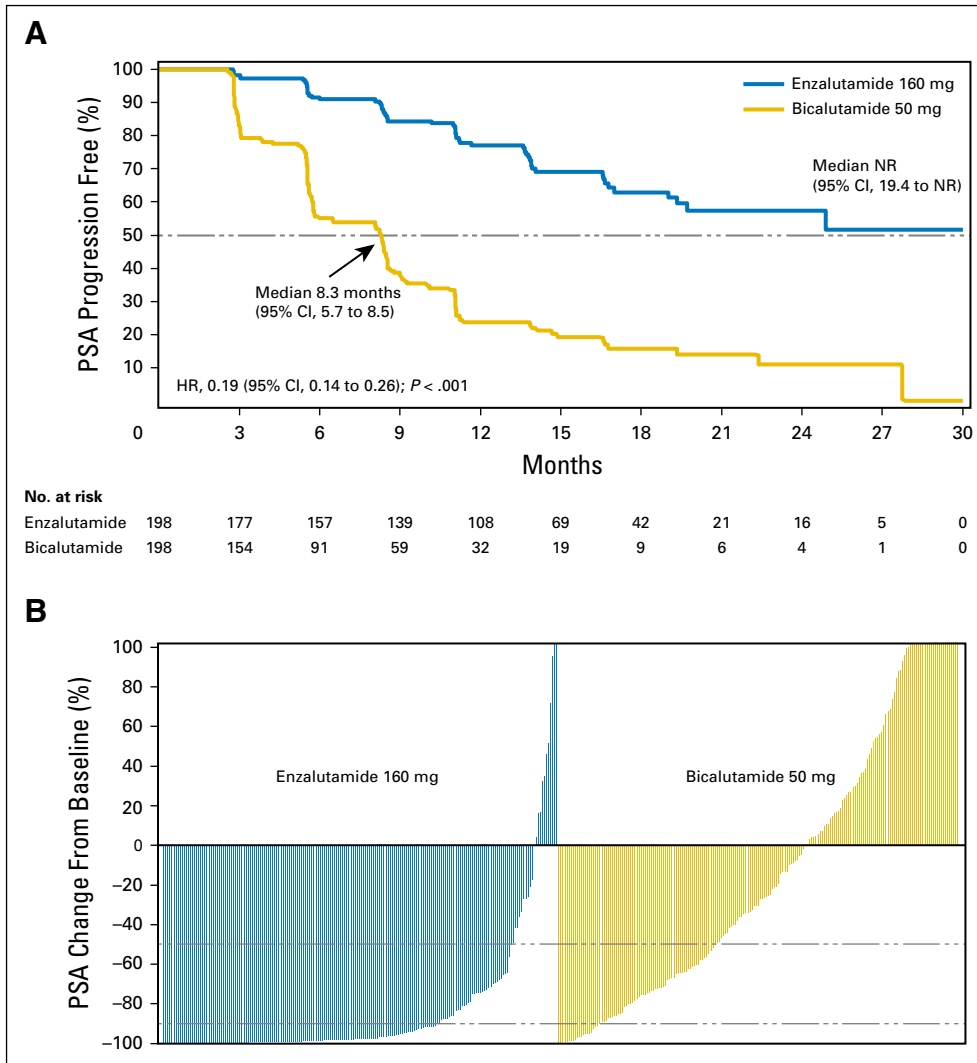 A
PSA Progression Free (%)
100
90
80
70
60
50
40
30
20
10
0
3
6
9
12
15
18
21
24
27
30
Months
Enzalutamide 160 mg
Bicalutamide 50 mg
Median NR
(95% CI, 19.4 to NR)
Median 8.3 months
(95% CI, 5.7 to 8.5)
HR, 0.19 (95% CI, 0.14 to 0.26); P < .001
No. at risk
Enzalutamide 198 177 157 139 108 69 42 21 16 5 0
Bicalutamide 198 154 91 59 32 19 9 6 4 1 0
B
PSA Change From Baseline (%)
100
80
60
40
20
0
–20
–40
–60
–80
–100
Enzalutamide 160 mg
Bicalutamide 50 mg